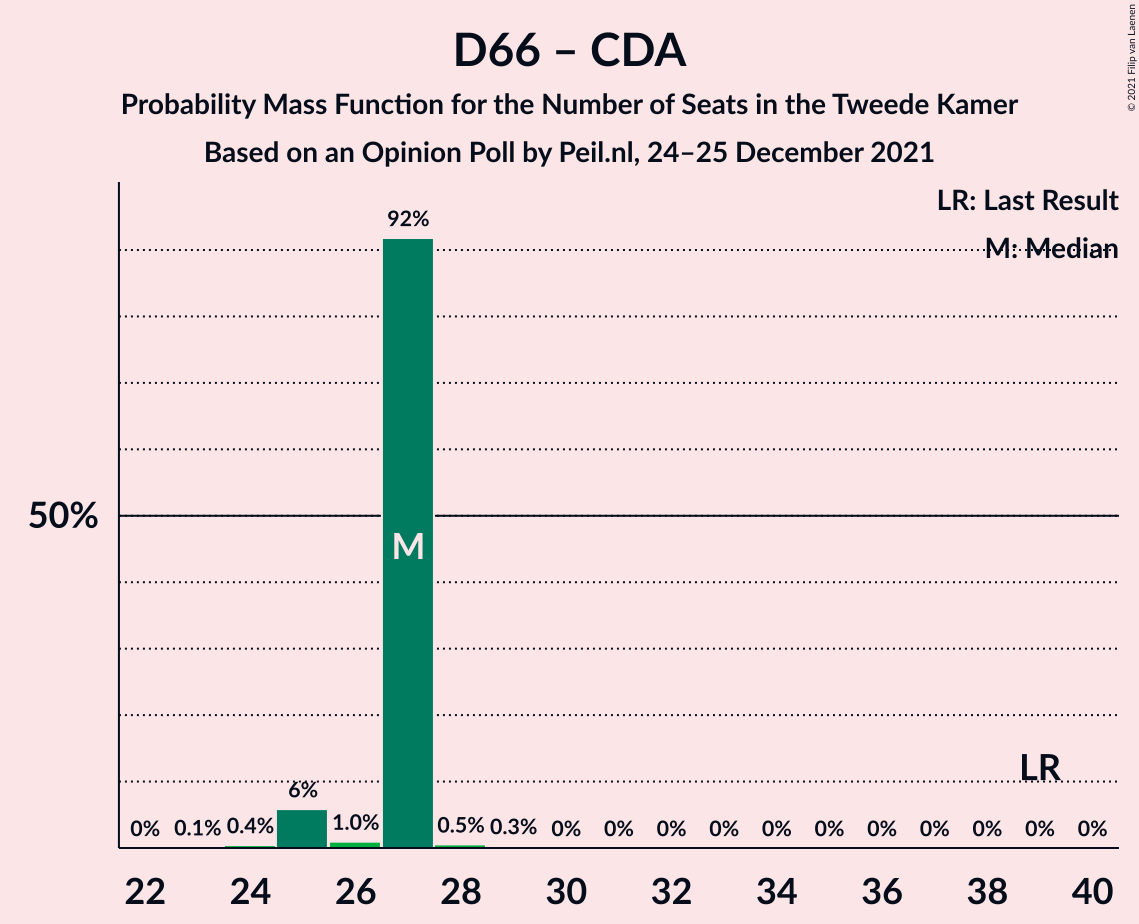 D66 – CDA
Probability Mass Function for the Number of Seats in the Tweede Kamer
Based on an Opinion Poll by Peil.nl, 24–25 December 2021
© 2021 Filip van Laenen
LR: Last Result
M: Median
92%
50%
M
LR
0% 0.1% 0.4% 6% 1.0% 0.5% 0.3% 0% 0% 0% 0% 0% 0% 0% 0% 0% 0% 0%
22 24 26 28 30 32 34 36 38 40